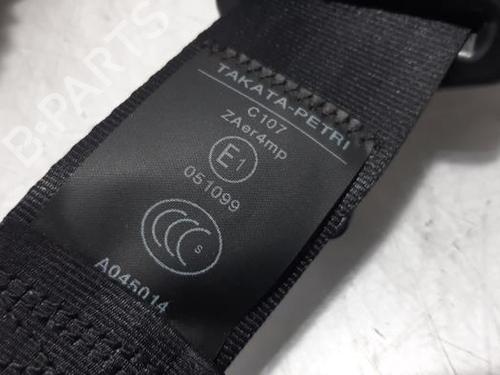 TAKATA-PETRI
C107
ZAer4mp
E1
051099
CCC S
A045014
B-PARTS